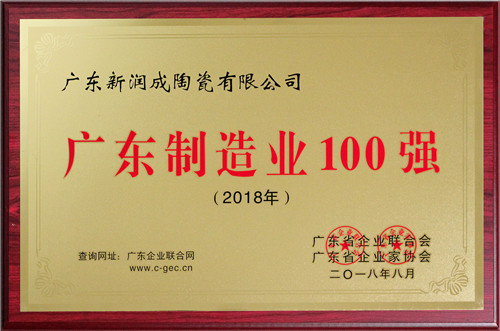 广东新润成陶瓷有限公司
广东制造业100强
（2018年）
广东省企业联合会
广东省企业家协会
二〇一八年八月
查询网址：广东企业联合网
www.c-gec.cn